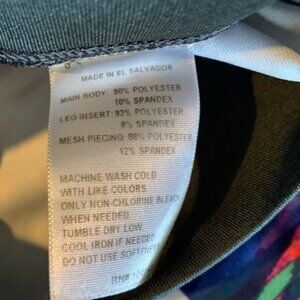 MADE IN EL SALVADOR
MAIN BODY: 90% POLYESTER
10% SPANDEX
LEG INSERT: 92% POLYESTER
8% SPANDEX
MESH PIECING: 88% POLYESTER
12% SPANDEX
MACHINE WASH COLD
WITH LIKE COLORS
ONLY NON-CHLORINE BLEACH
WHEN NEEDED
TUMBLE DRY LOW
COOL IRON IF NEEDED
DO NOT USE SOFTENERS
RN#